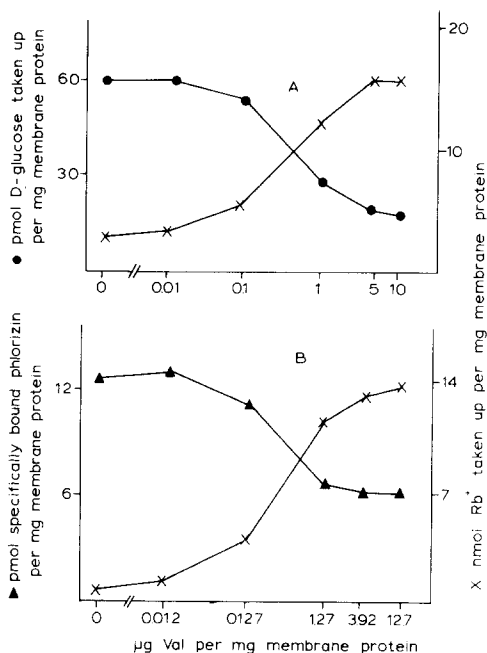 ● pmol D-glucose taken up
per mg membrane protein
60
30
A
20
10
0 0.01 0.1 1 5 10
▲ pmol specifically bound phlorizin
per mg membrane protein
12
6
B
14
7
X nmol Rb⁺ taken up per mg membrane protein
0 0.012 0.127 1.27 3.92 12.7
μg Val per mg membrane protein